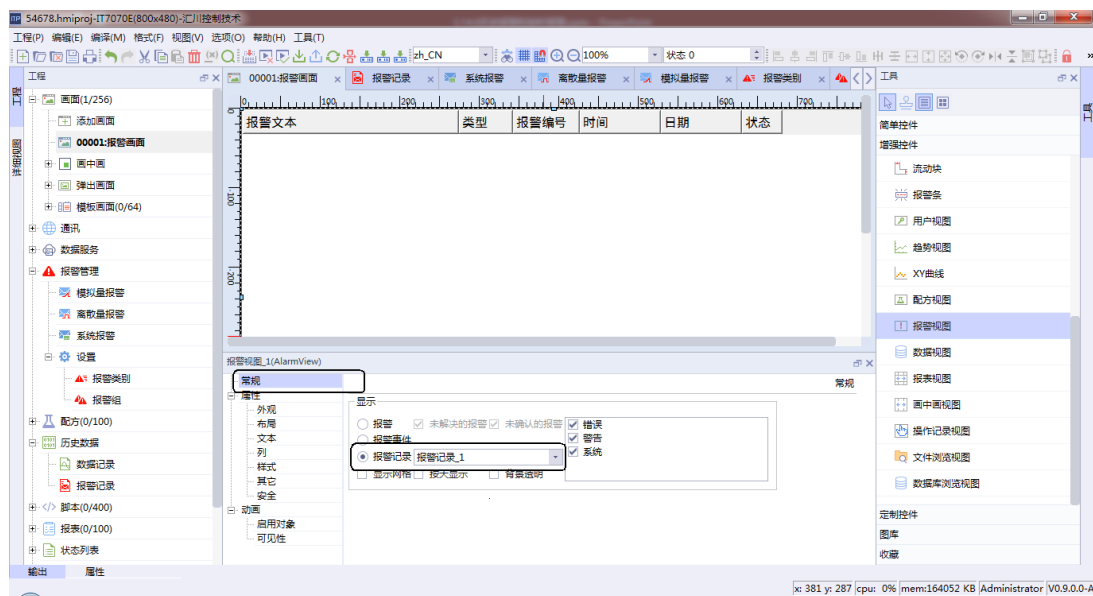 54678.hmiproj-IT7070E(800x480)-汇川控制技术
工程(P) 编辑(E) 编译(M) 格式(F) 视图(V) 选项(O) 帮助(H) 工具(T)
zh_CN 100% 状态 0
工程 00001:报警画面 报警记录 系统报警 离散量报警 模拟量报警 报警类别 工具
工程
详细视图
工具
画面(1/256)
添加画面
00001:报警画面
画中画
弹出画面
模板画面(0/64)
通讯
数据服务
报警管理
模拟量报警
离散量报警
系统报警
设置
报警类别
报警组
配方(0/100)
历史数据
数据记录
报警记录
脚本(0/400)
报表(0/100)
状态列表
输出 属性
0 100 200 300 400 500 600 700
0
100
200
报警文本 类型 报警编号 时间 日期 状态
报警视图_1(AlarmView)
常规
属性
外观
布局
文本
列
样式
其它
安全
动画
启用对象
可见性
常规
显示
报警 未解决的报警 未确认的报警 错误
报警事件 警告
报警记录 报警记录_1 系统
显示网格 按天显示 背景透明
简单控件
增强控件
流动块
报警条
用户视图
趋势视图
XY曲线
配方视图
报警视图
数据视图
报表视图
画中画视图
操作记录视图
文件浏览视图
数据库浏览视图
定制控件
图库
收藏
x: 381 y: 287 cpu: 0% mem:164052 KB Administrator V0.9.0.0-A